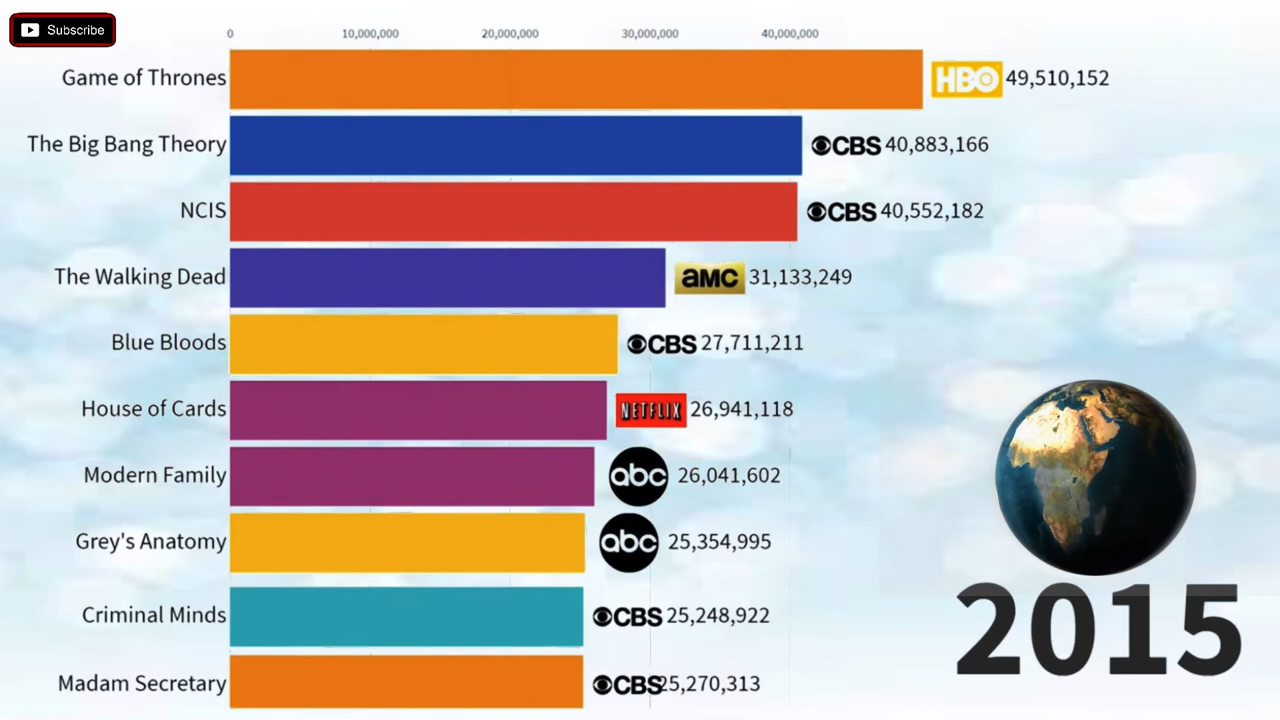 Subscribe
0 10,000,000 20,000,000 30,000,000 40,000,000
Game of Thrones HBO 49,510,152
The Big Bang Theory CBS 40,883,166
NCIS CBS 40,552,182
The Walking Dead aMC 31,133,249
Blue Bloods CBS 27,711,211
House of Cards NETFLIX 26,941,118
Modern Family abc 26,041,602
Grey's Anatomy abc 25,354,995
Criminal Minds CBS 25,248,922
Madam Secretary CBS 25,270,313
2015